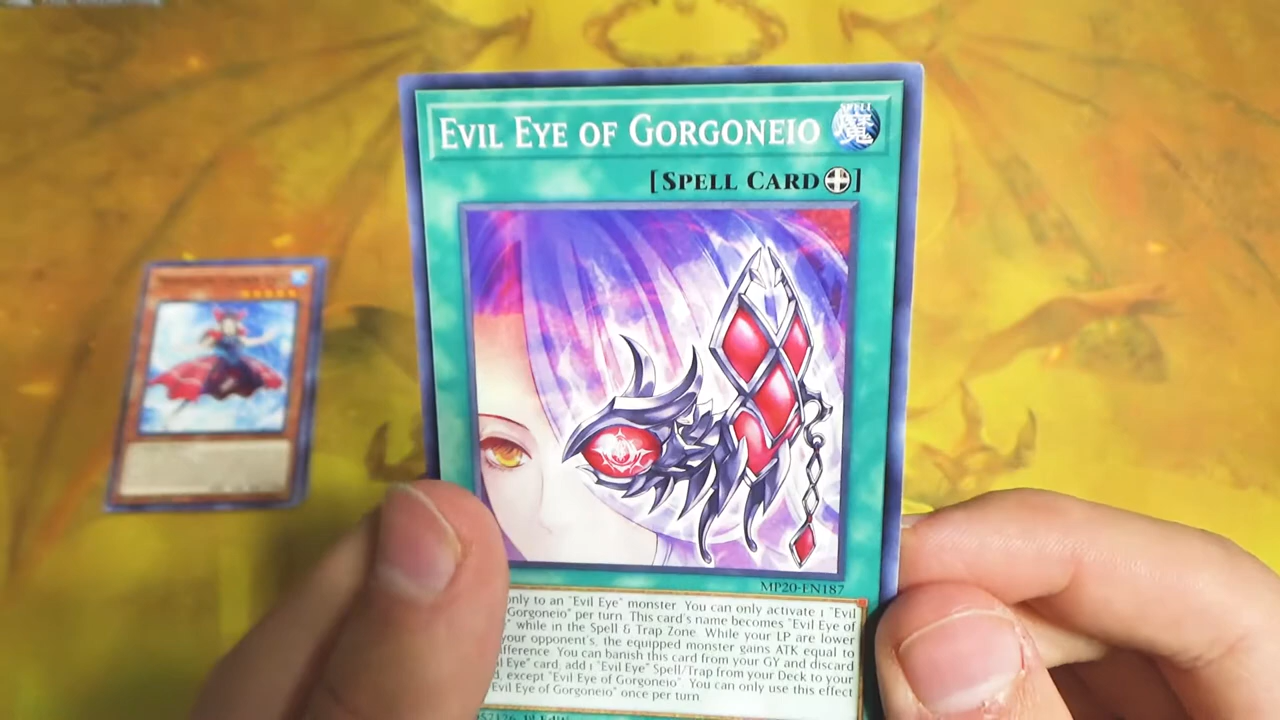 EVIL EYE OF GORGONEIO
SPELL
魔
[SPELL CARD]
MP20-EN187
only to an "Evil Eye" monster. You can only activate 1 "Evil
Gorgoneio" per turn. This card's name becomes "Evil Eye of
" while in the Spell & Trap Zone. While your LP are lower
your opponent's, the equipped monster gains ATK equal to
ifference. You can banish this card from your GY and discard
l Eye" card, add 1 "Evil Eye" Spell/Trap from your Deck to your
d, except "Evil Eye of Gorgoneio". You can only use this effect
Evil Eye of Gorgoneio" once per turn.